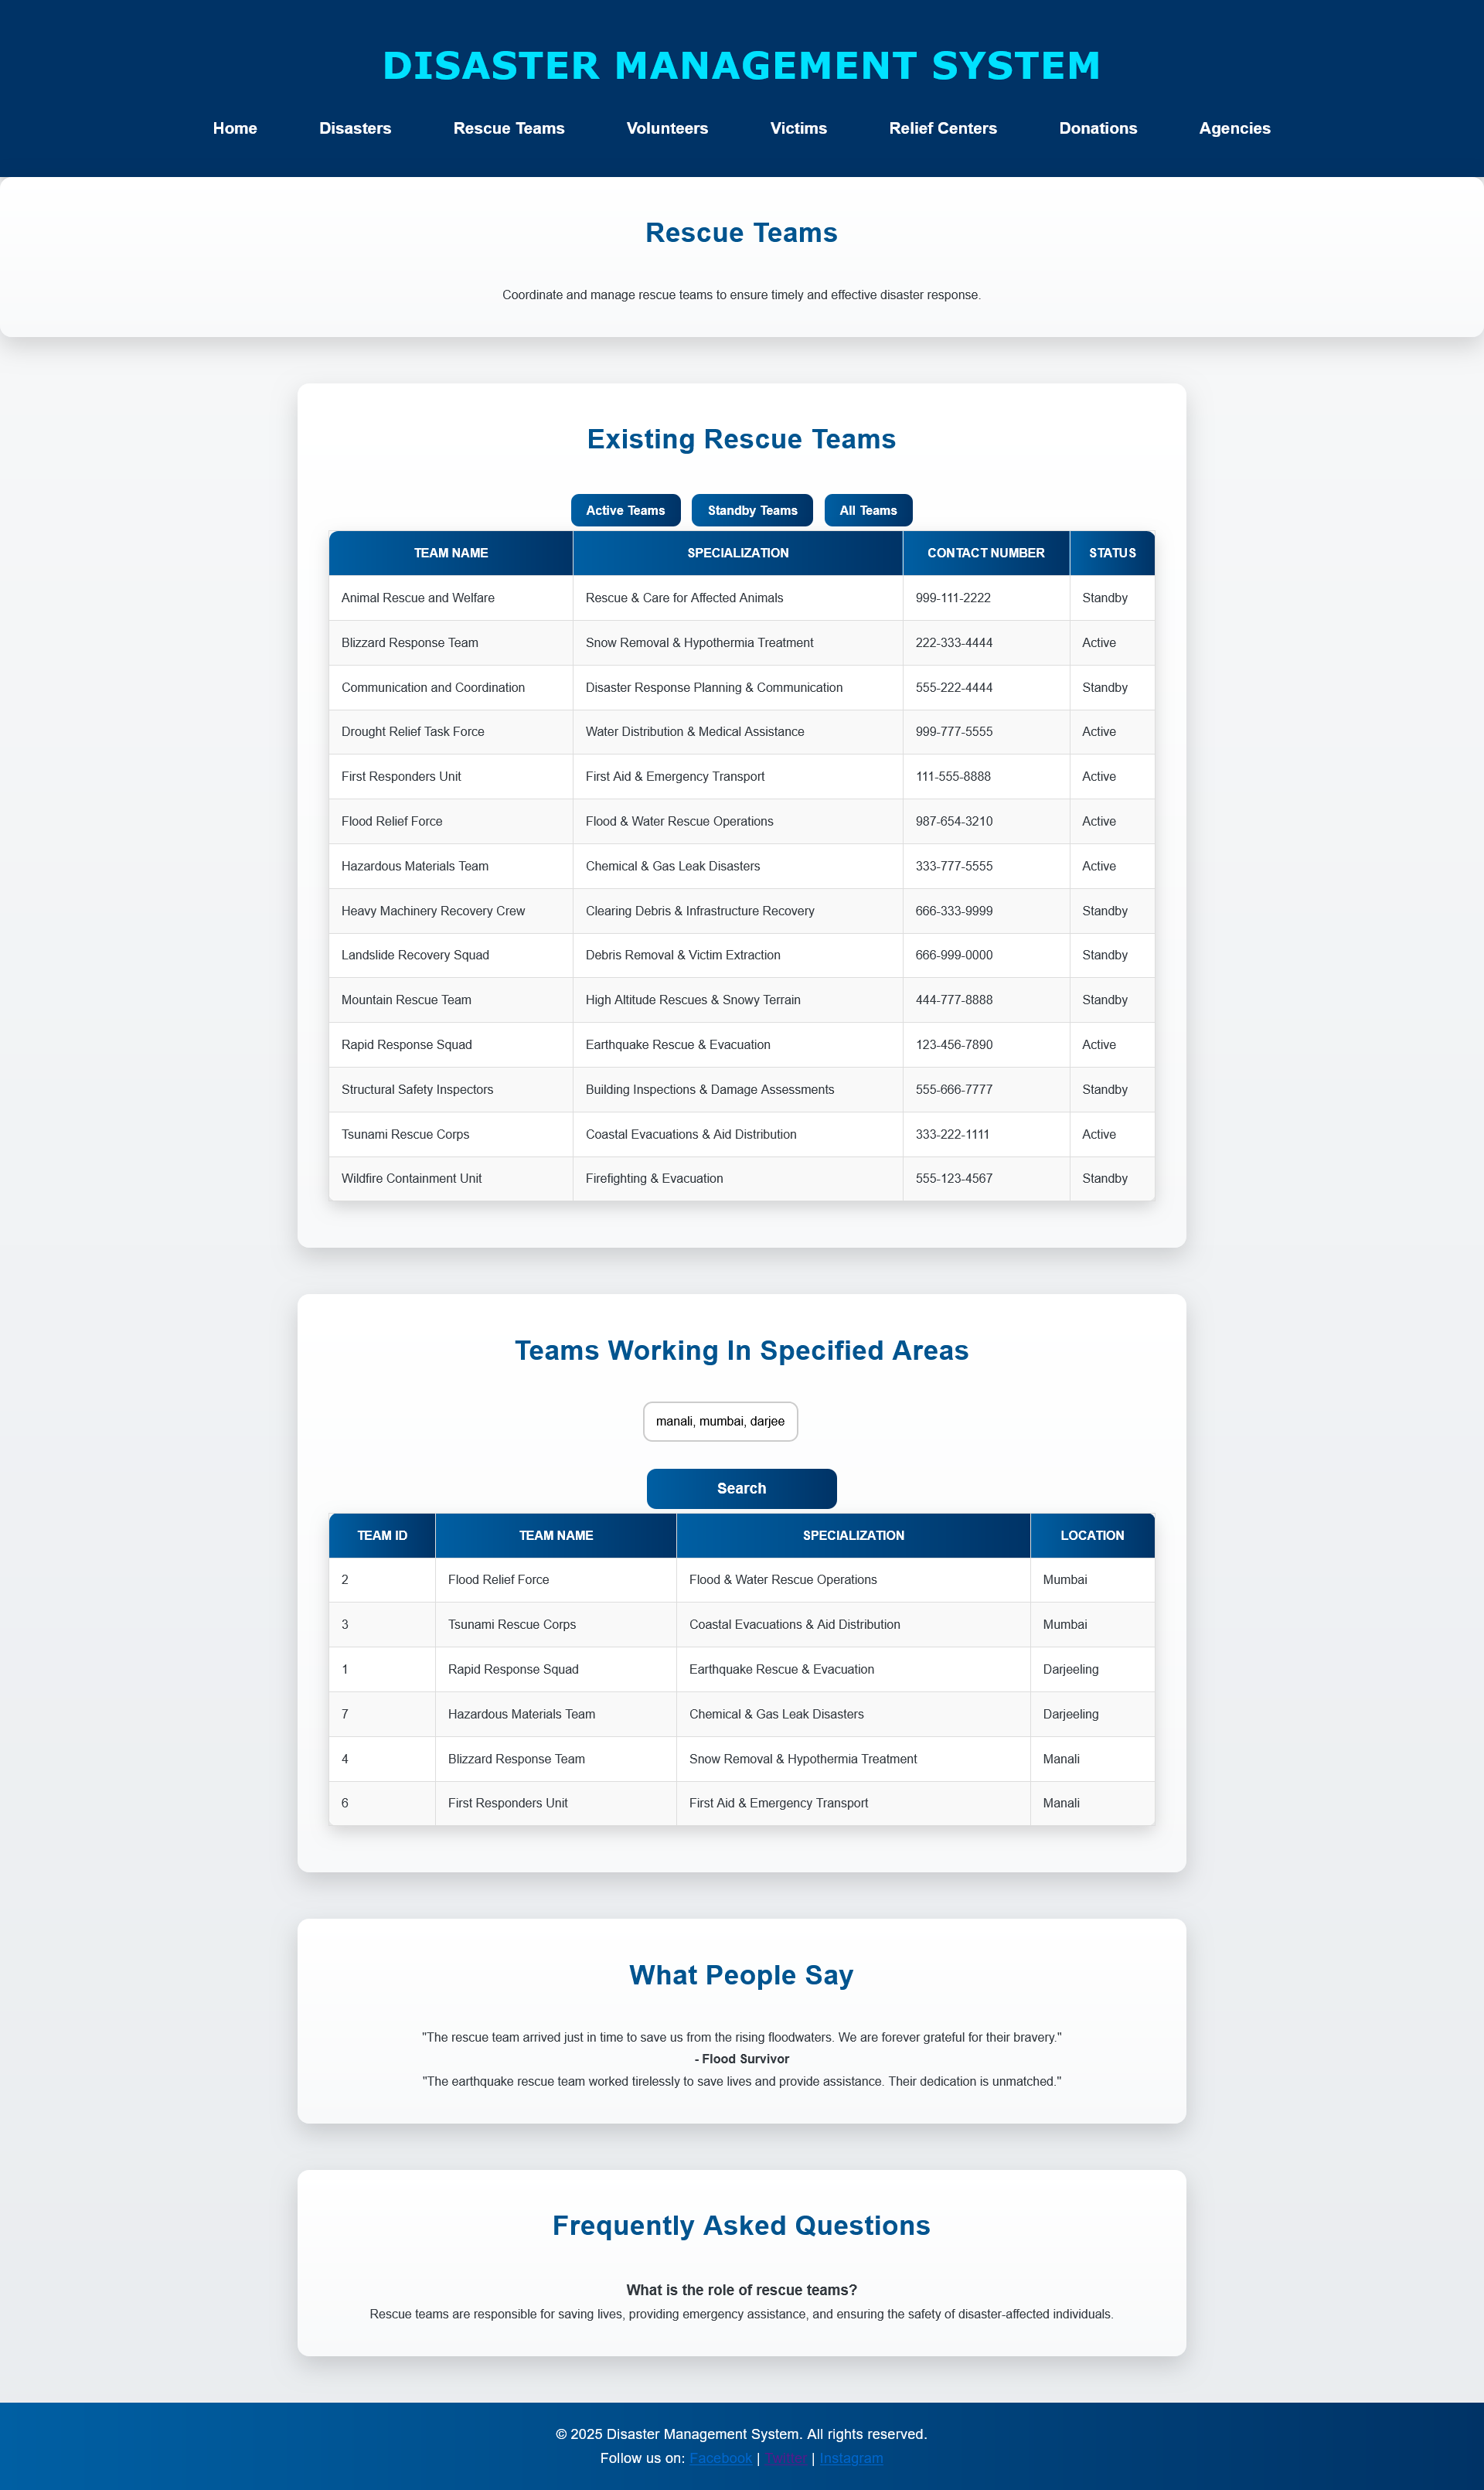 DISASTER MANAGEMENT SYSTEM
Home Disasters Rescue Teams Volunteers Victims Relief Centers Donations Agencies
Rescue Teams
Coordinate and manage rescue teams to ensure timely and effective disaster response.
Existing Rescue Teams
Active Teams Standby Teams All Teams
TEAM NAME SPECIALIZATION CONTACT NUMBER STATUS
Animal Rescue and Welfare Rescue & Care for Affected Animals 999-111-2222 Standby
Blizzard Response Team Snow Removal & Hypothermia Treatment 222-333-4444 Active
Communication and Coordination Disaster Response Planning & Communication 555-222-4444 Standby
Drought Relief Task Force Water Distribution & Medical Assistance 999-777-5555 Active
First Responders Unit First Aid & Emergency Transport 111-555-8888 Active
Flood Relief Force Flood & Water Rescue Operations 987-654-3210 Active
Hazardous Materials Team Chemical & Gas Leak Disasters 333-777-5555 Active
Heavy Machinery Recovery Crew Clearing Debris & Infrastructure Recovery 666-333-9999 Standby
Landslide Recovery Squad Debris Removal & Victim Extraction 666-999-0000 Standby
Mountain Rescue Team High Altitude Rescues & Snowy Terrain 444-777-8888 Standby
Rapid Response Squad Earthquake Rescue & Evacuation 123-456-7890 Active
Structural Safety Inspectors Building Inspections & Damage Assessments 555-666-7777 Standby
Tsunami Rescue Corps Coastal Evacuations & Aid Distribution 333-222-1111 Active
Wildfire Containment Unit Firefighting & Evacuation 555-123-4567 Standby
Teams Working In Specified Areas
manali, mumbai, darjee
Search
TEAM ID TEAM NAME SPECIALIZATION LOCATION
2 Flood Relief Force Flood & Water Rescue Operations Mumbai
3 Tsunami Rescue Corps Coastal Evacuations & Aid Distribution Mumbai
1 Rapid Response Squad Earthquake Rescue & Evacuation Darjeeling
7 Hazardous Materials Team Chemical & Gas Leak Disasters Darjeeling
4 Blizzard Response Team Snow Removal & Hypothermia Treatment Manali
6 First Responders Unit First Aid & Emergency Transport Manali
What People Say
"The rescue team arrived just in time to save us from the rising floodwaters. We are forever grateful for their bravery."
- Flood Survivor
"The earthquake rescue team worked tirelessly to save lives and provide assistance. Their dedication is unmatched."
Frequently Asked Questions
What is the role of rescue teams?
Rescue teams are responsible for saving lives, providing emergency assistance, and ensuring the safety of disaster-affected individuals.
© 2025 Disaster Management System. All rights reserved.
Follow us on: Facebook | Twitter | Instagram